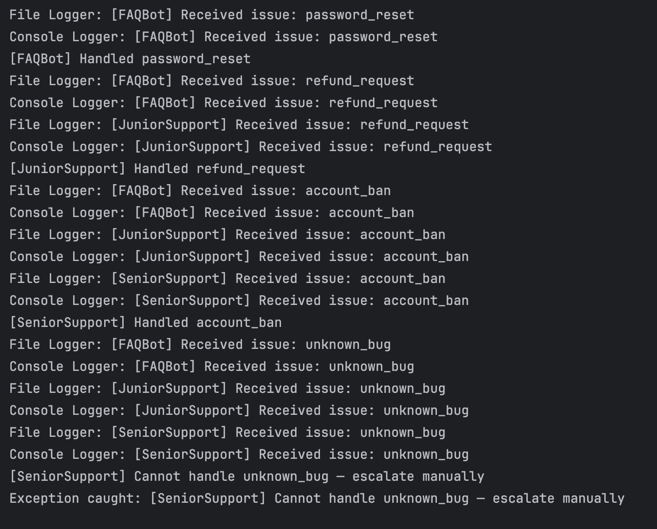 File Logger: [FAQBot] Received issue: password_reset
Console Logger: [FAQBot] Received issue: password_reset
[FAQBot] Handled password_reset
File Logger: [FAQBot] Received issue: refund_request
Console Logger: [FAQBot] Received issue: refund_request
File Logger: [JuniorSupport] Received issue: refund_request
Console Logger: [JuniorSupport] Received issue: refund_request
[JuniorSupport] Handled refund_request
File Logger: [FAQBot] Received issue: account_ban
Console Logger: [FAQBot] Received issue: account_ban
File Logger: [JuniorSupport] Received issue: account_ban
Console Logger: [JuniorSupport] Received issue: account_ban
File Logger: [SeniorSupport] Received issue: account_ban
Console Logger: [SeniorSupport] Received issue: account_ban
[SeniorSupport] Handled account_ban
File Logger: [FAQBot] Received issue: unknown_bug
Console Logger: [FAQBot] Received issue: unknown_bug
File Logger: [JuniorSupport] Received issue: unknown_bug
Console Logger: [JuniorSupport] Received issue: unknown_bug
File Logger: [SeniorSupport] Received issue: unknown_bug
Console Logger: [SeniorSupport] Received issue: unknown_bug
[SeniorSupport] Cannot handle unknown_bug — escalate manually
Exception caught: [SeniorSupport] Cannot handle unknown_bug — escalate manually